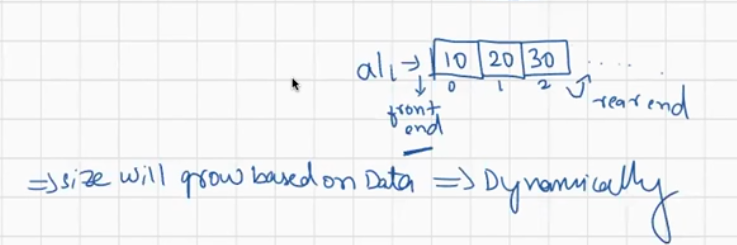 al1 → 10 20 30 .....
0 1 2
front end
rear end
⇒ size will grow based on Data ⇒ Dynamically